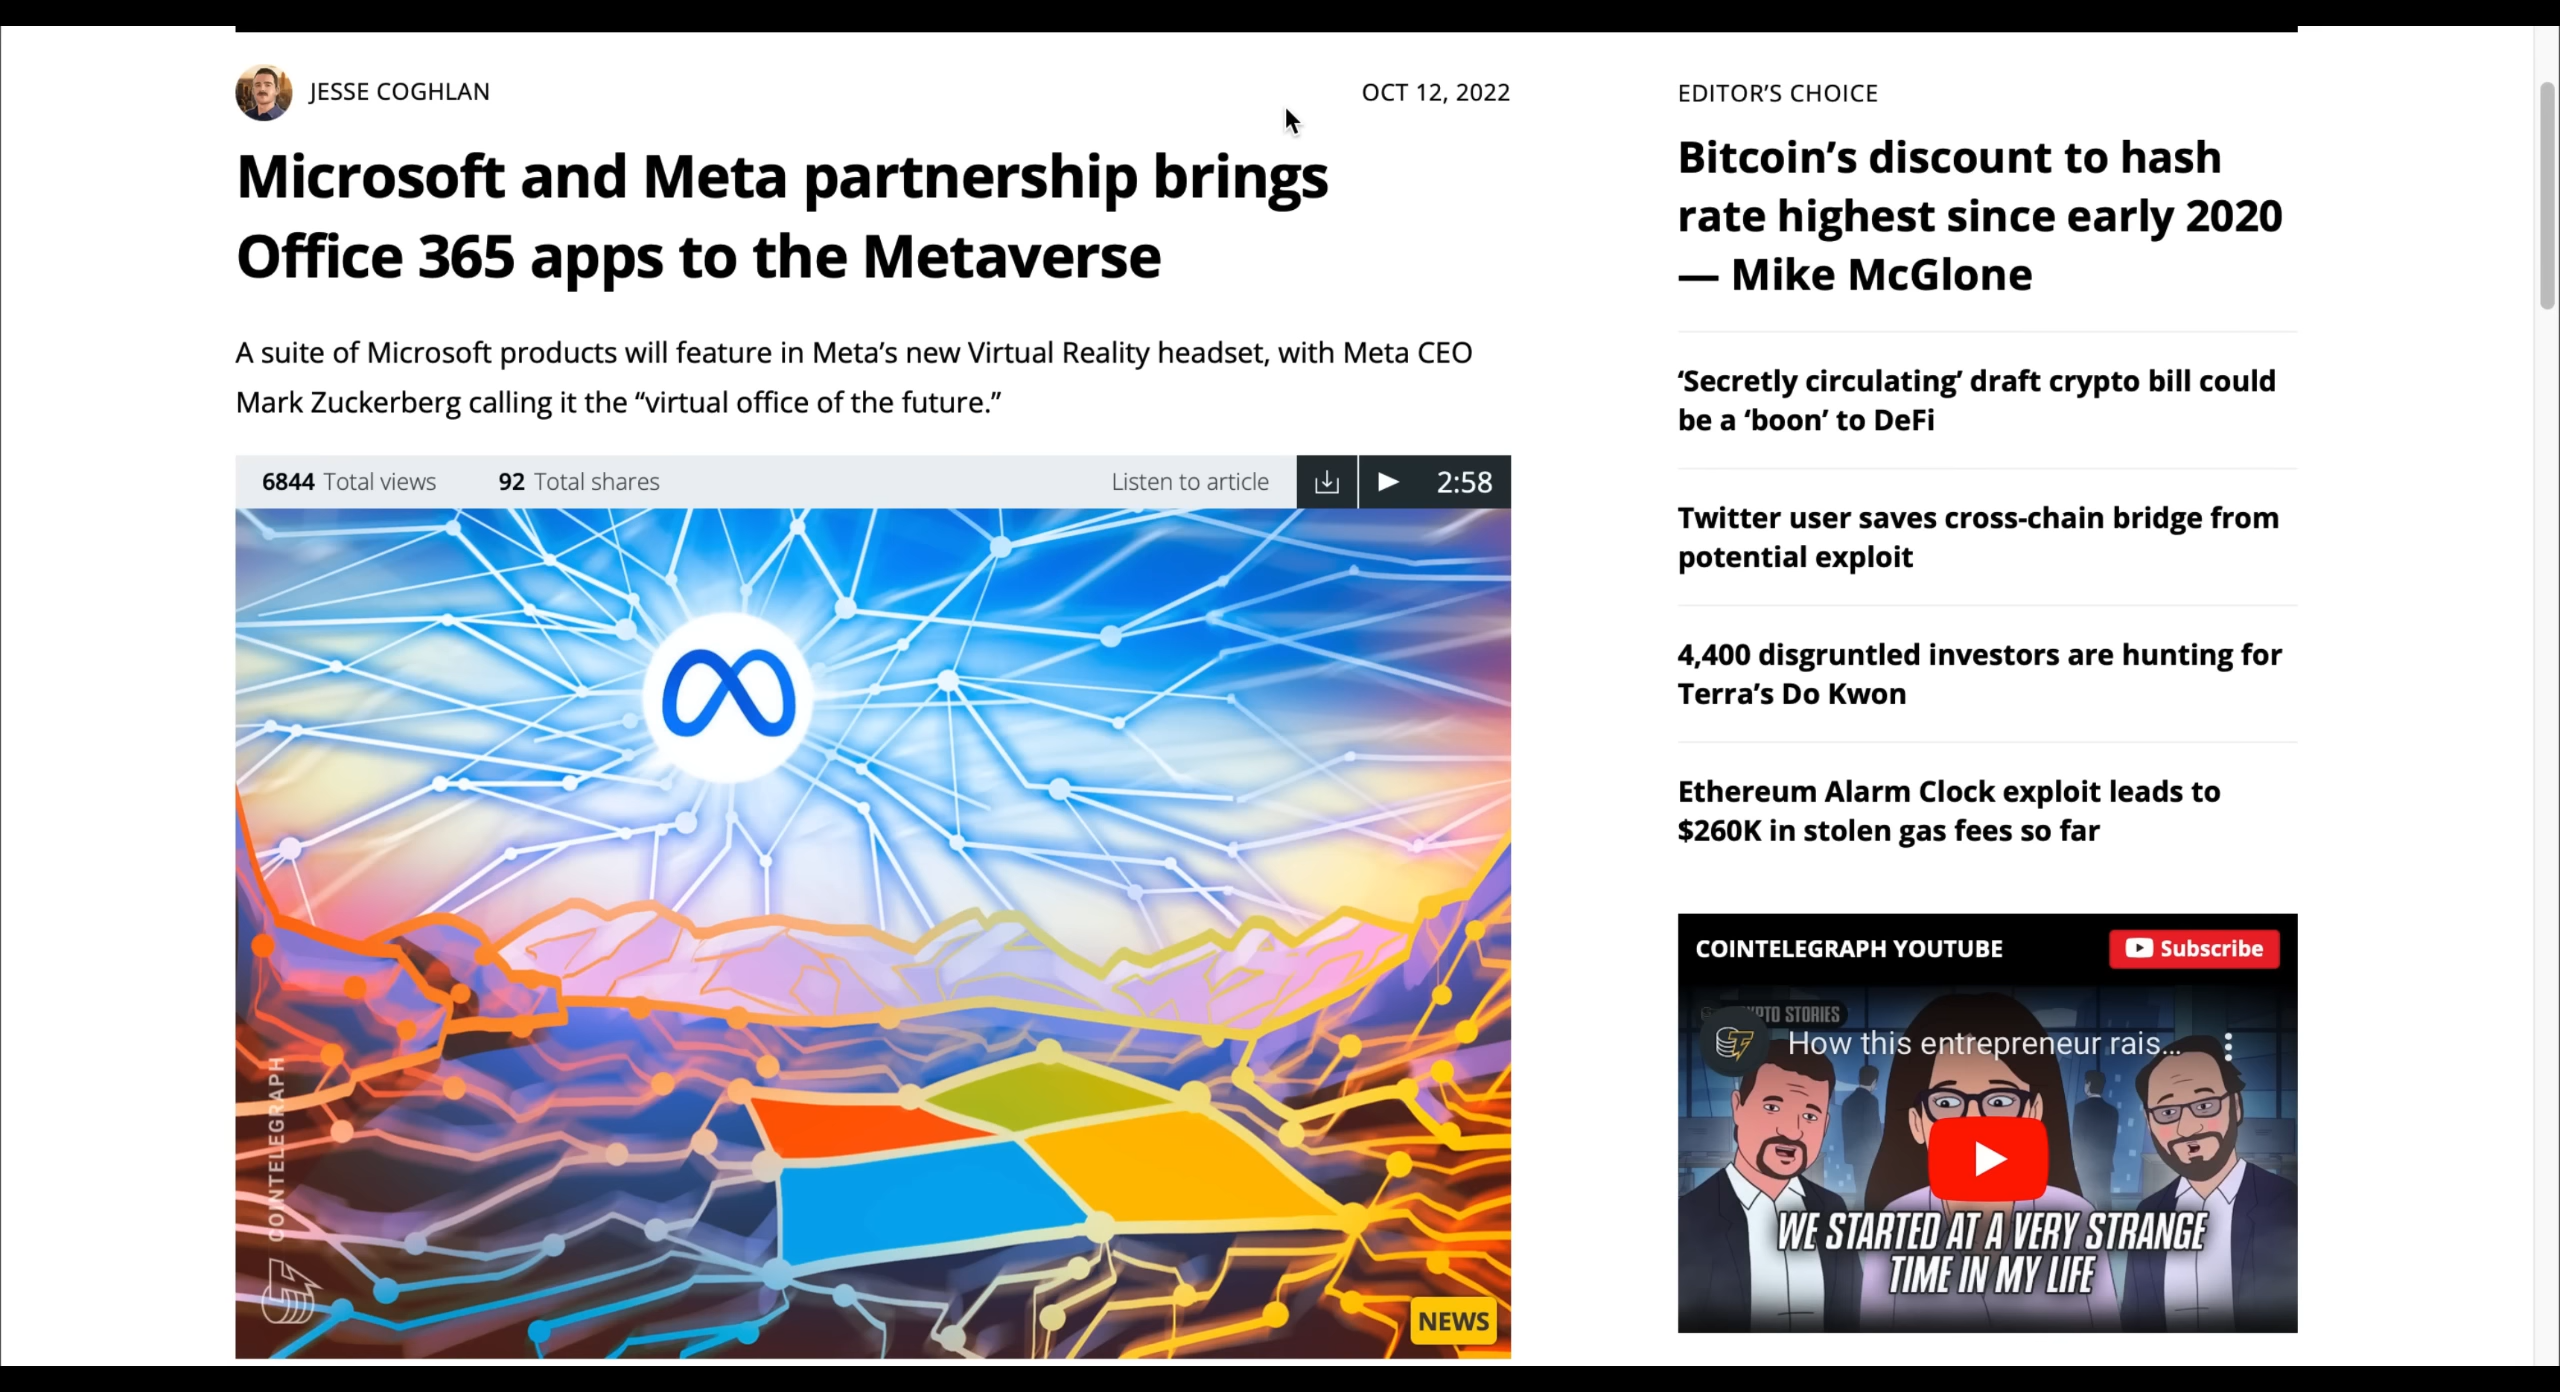 JESSE COGHLAN
OCT 12, 2022
Microsoft and Meta partnership brings
Office 365 apps to the Metaverse
A suite of Microsoft products will feature in Meta’s new Virtual Reality headset, with Meta CEO
Mark Zuckerberg calling it the “virtual office of the future.”
6844 Total views
92 Total shares
Listen to article
2:58
COINTELEGRAPH
NEWS
EDITOR’S CHOICE
Bitcoin’s discount to hash
rate highest since early 2020
— Mike McGlone
‘Secretly circulating’ draft crypto bill could
be a ‘boon’ to DeFi
Twitter user saves cross-chain bridge from
potential exploit
4,400 disgruntled investors are hunting for
Terra’s Do Kwon
Ethereum Alarm Clock exploit leads to
$260K in stolen gas fees so far
COINTELEGRAPH YOUTUBE
Subscribe
STORIES
How this entrepreneur rais...
WE STARTED AT A VERY STRANGE
TIME IN MY LIFE